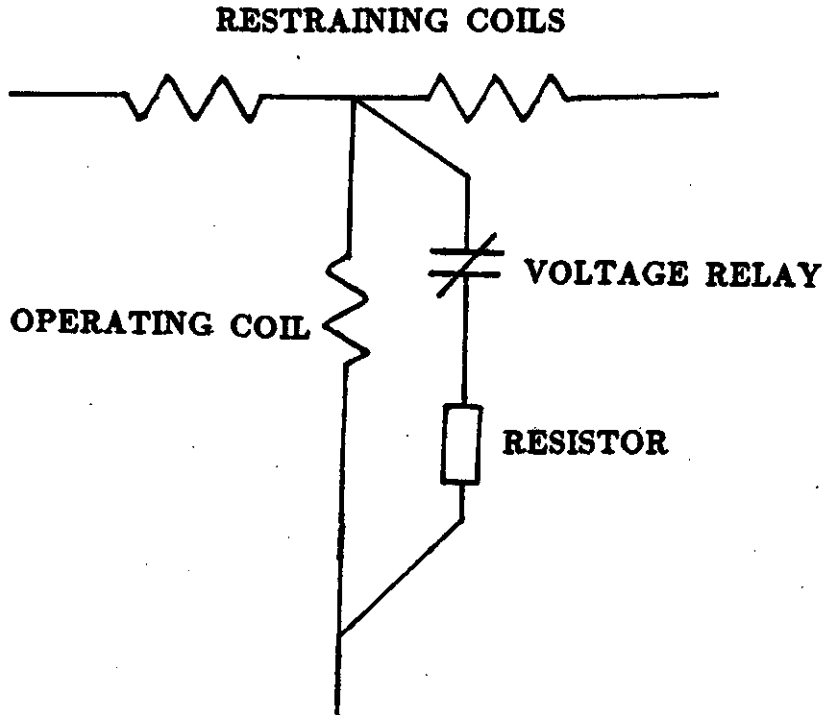 RESTRAINING COILS
VOLTAGE RELAY
OPERATING COIL
RESISTOR